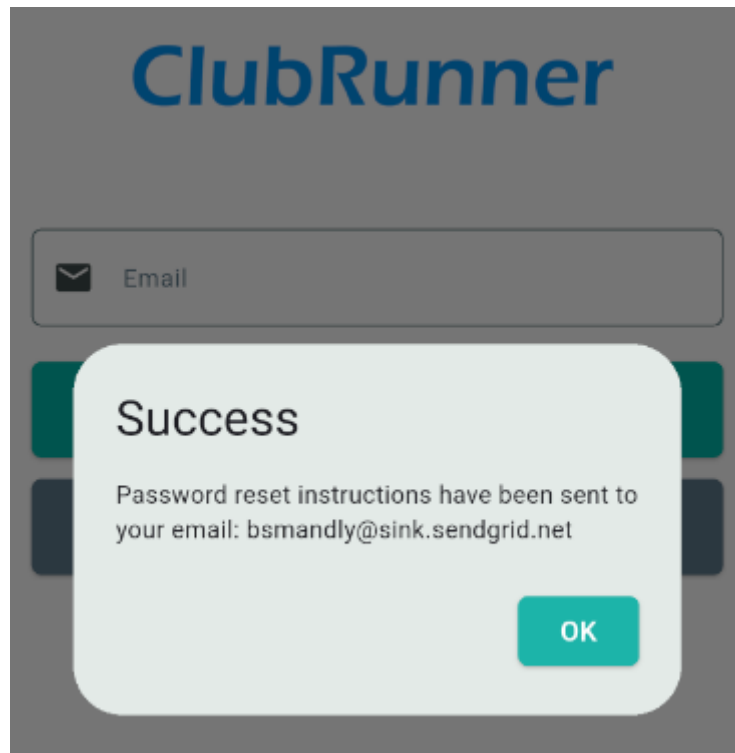 ClubRunner
Email
Success
Password reset instructions have been sent to
your email: bsmandly@sink.sendgrid.net
OK